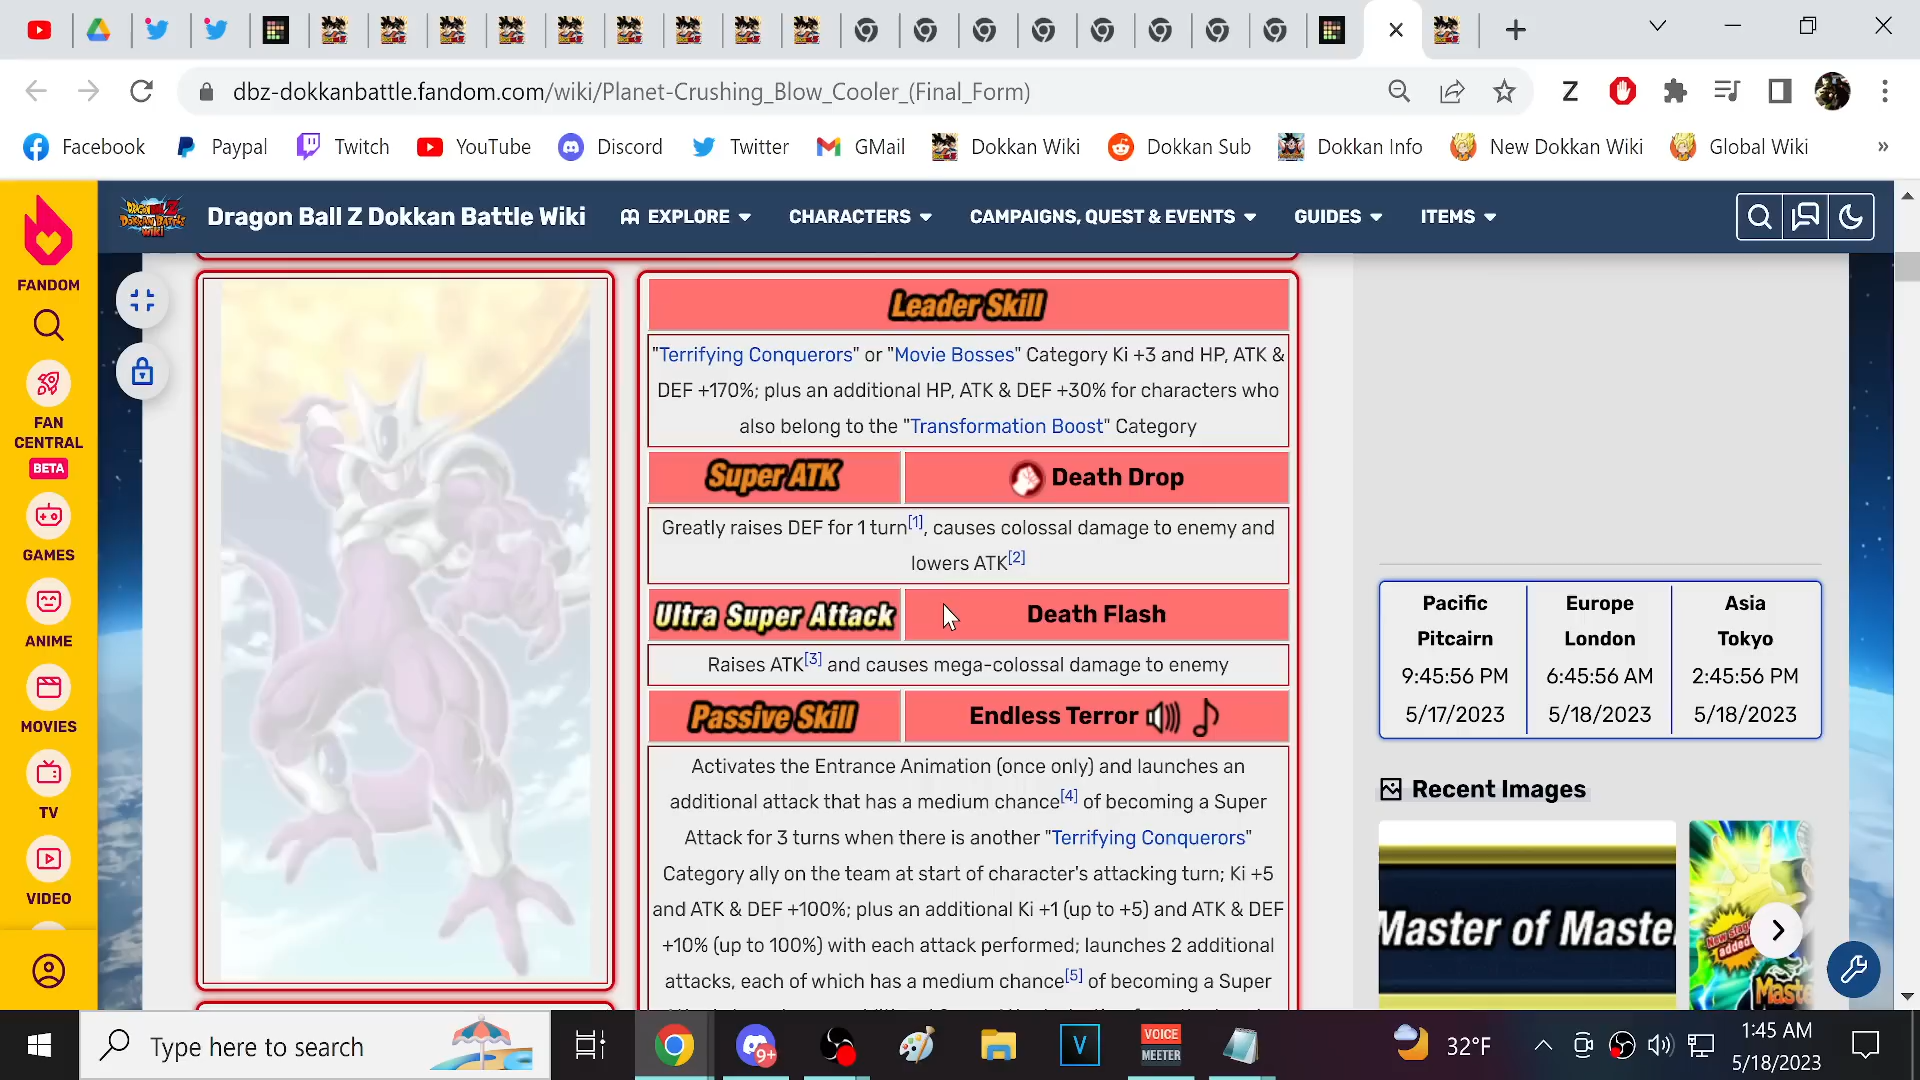 dbz-dokkanbattle.fandom.com/wiki/Planet-Crushing_Blow_Cooler_(Final_Form)
Z
Facebook Paypal Twitch YouTube Discord Twitter GMail Dokkan Wiki Dokkan Sub Dokkan Info New Dokkan Wiki Global Wiki »
Dragon Ball Z Dokkan Battle Wiki EXPLORE CHARACTERS CAMPAIGNS, QUEST & EVENTS GUIDES ITEMS
FANDOM
FAN
CENTRAL
BETA
GAMES
ANIME
MOVIES
TV
VIDEO
Leader Skill
"Terrifying Conquerors" or "Movie Bosses" Category Ki +3 and HP, ATK &
DEF +170%; plus an additional HP, ATK & DEF +30% for characters who
also belong to the "Transformation Boost" Category
Super ATK Death Drop
Greatly raises DEF for 1 turn[1], causes colossal damage to enemy and
lowers ATK[2]
Ultra Super Attack Death Flash
Raises ATK[3] and causes mega-colossal damage to enemy
Passive Skill Endless Terror
Activates the Entrance Animation (once only) and launches an
additional attack that has a medium chance[4] of becoming a Super
Attack for 3 turns when there is another "Terrifying Conquerors"
Category ally on the team at start of character's attacking turn; Ki +5
and ATK & DEF +100%; plus an additional Ki +1 (up to +5) and ATK & DEF
+10% (up to 100%) with each attack performed; launches 2 additional
attacks, each of which has a medium chance[5] of becoming a Super
Pacific Europe Asia
Pitcairn London Tokyo
9:45:56 PM 6:45:56 AM 2:45:56 PM
5/17/2023 5/18/2023 5/18/2023
Recent Images
Master of Maste
New stage
added
Maste
Type here to search
9+
V
VOICE
MEETER
32°F
1:45 AM
5/18/2023